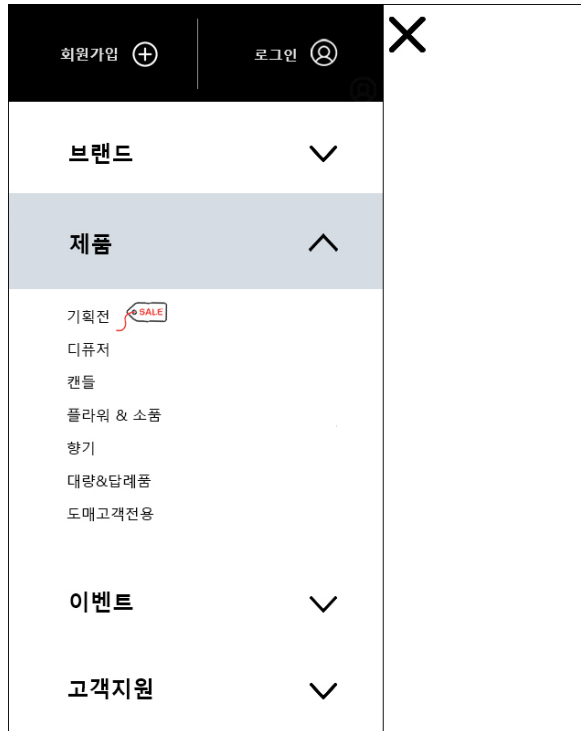 회원가입
로그인
브랜드
제품
기획전 SALE
디퓨저
캔들
플라워 & 소품
향기
대량&답례품
도매고객전용
이벤트
고객지원